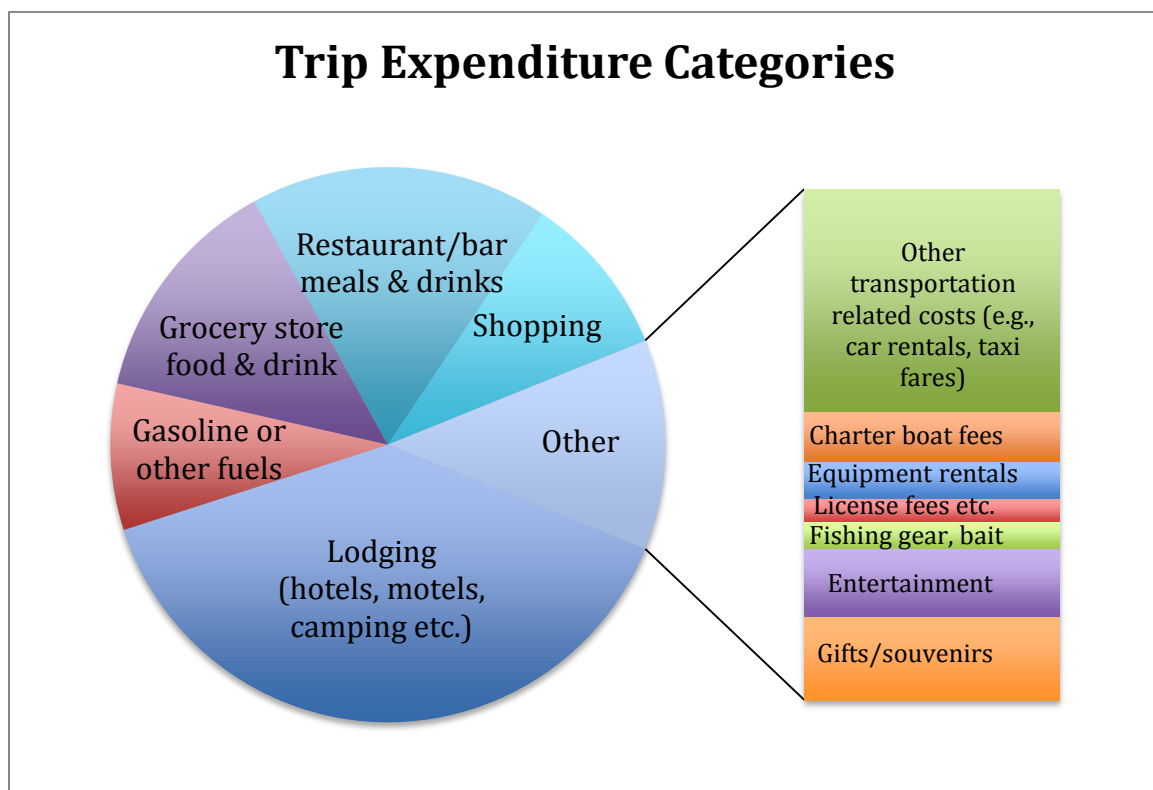 Trip Expenditure Categories
Restaurant/bar
meals & drinks
Shopping
Grocery store
food & drink
Gasoline or
other fuels
Other
Lodging
(hotels, motels,
camping etc.)
Other
transportation
related costs (e.g.,
car rentals, taxi
fares)
Charter boat fees
Equipment rentals
License fees etc.
Fishing gear, bait
Entertainment
Gifts/souvenirs